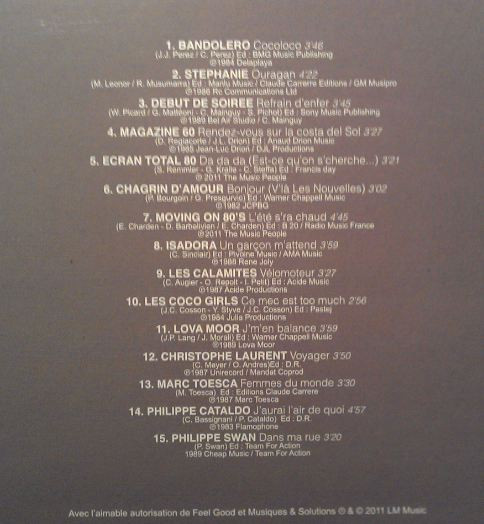 1. BANDOLERO Cocoloco 3'46
(J.J. Perez / C. Perez) Ed : BMG Music Publishing
℗1984 Delaplaya
2. STEPHANIE Ouragan 4'22
(M. Leonor / R. Musumarra) Ed : Manlu Music / Claude Carrere Editions / GM Musipro
℗1986 Rc Communications Ltd
3. DEBUT DE SOIREE Refrain d'enfer 3'45
(W. Picard / G. Matteoni - C. Mainguy - S. Pichot) Ed : Sony Music Publishing
℗1989 Bel Air Studio / C. Mainguy
4. MAGAZINE 60 Rendez-vous sur la costa del Sol 3'27
(D. Regiacorte / J.L. Drion) Ed : Anaud Drion Music
℗1985 Jean-Luc Drion / DJL Productions
5. ECRAN TOTAL 80 Da da da (Est-ce qu'on s'cherche...) 3'21
(S. Remmler - G. Kralle - C. Steffa) Ed : Francis day
℗ 2011 The Music People
6. CHAGRIN D'AMOUR Bonjour (V'là Les Nouvelles) 3'02
(P. Bourgoin / G. Presgurvic) Ed : Warner Chappell Music
℗1982 JCPBG
7. MOVING ON 80'S L'été s'ra chaud 4'45
(E. Charden - D. Barbelivien / E. Charden) Ed : B 20 / Radio Music France
℗2011 The Music People
8. ISADORA Un garçon m'attend 3'59
(C. Sinclair) Ed : Pivoine Music / AMA Music
℗1988 Rene Joly
9. LES CALAMITES Vélomoteur 3'27
(C. Augier - O. Repolt - I. Petit) Ed : Acide Music
℗1987 Acide Productions
10. LES COCO GIRLS Ce mec est too much 2'56
(J.C. Cosson - Y. Slyve / J.C. Cosson) Ed : Pastej
℗1984 Julia Productions
11. LOVA MOOR J'm'en balance 3'59
(J.P. Lang / J. Morali) Ed : Warner Chappell Music
℗1989 Lova Moor
12. CHRISTOPHE LAURENT Voyager 3'50
(C. Meyer / O. Andres)Ed : D.R.
℗1987 Unirecord / Mandat Coprod
13. MARC TOESCA Femmes du monde 3'30
(M. Toesca) Ed : Editions Claude Carrere
℗1987 Marc Toesca
14. PHILIPPE CATALDO J'aurai l'air de quoi 4'57
(C. Bassignani / P. Cataldo) Ed : D.R.
℗1983 Flamophone
15. PHILIPPE SWAN Dans ma rue 3'20
(P. Swan) Ed : Team For Action
1989 Cheap Music / Team For Action
Avec l'aimable autorisation de Feel Good et Musiques & Solutions ℗ & © 2011 LM Music